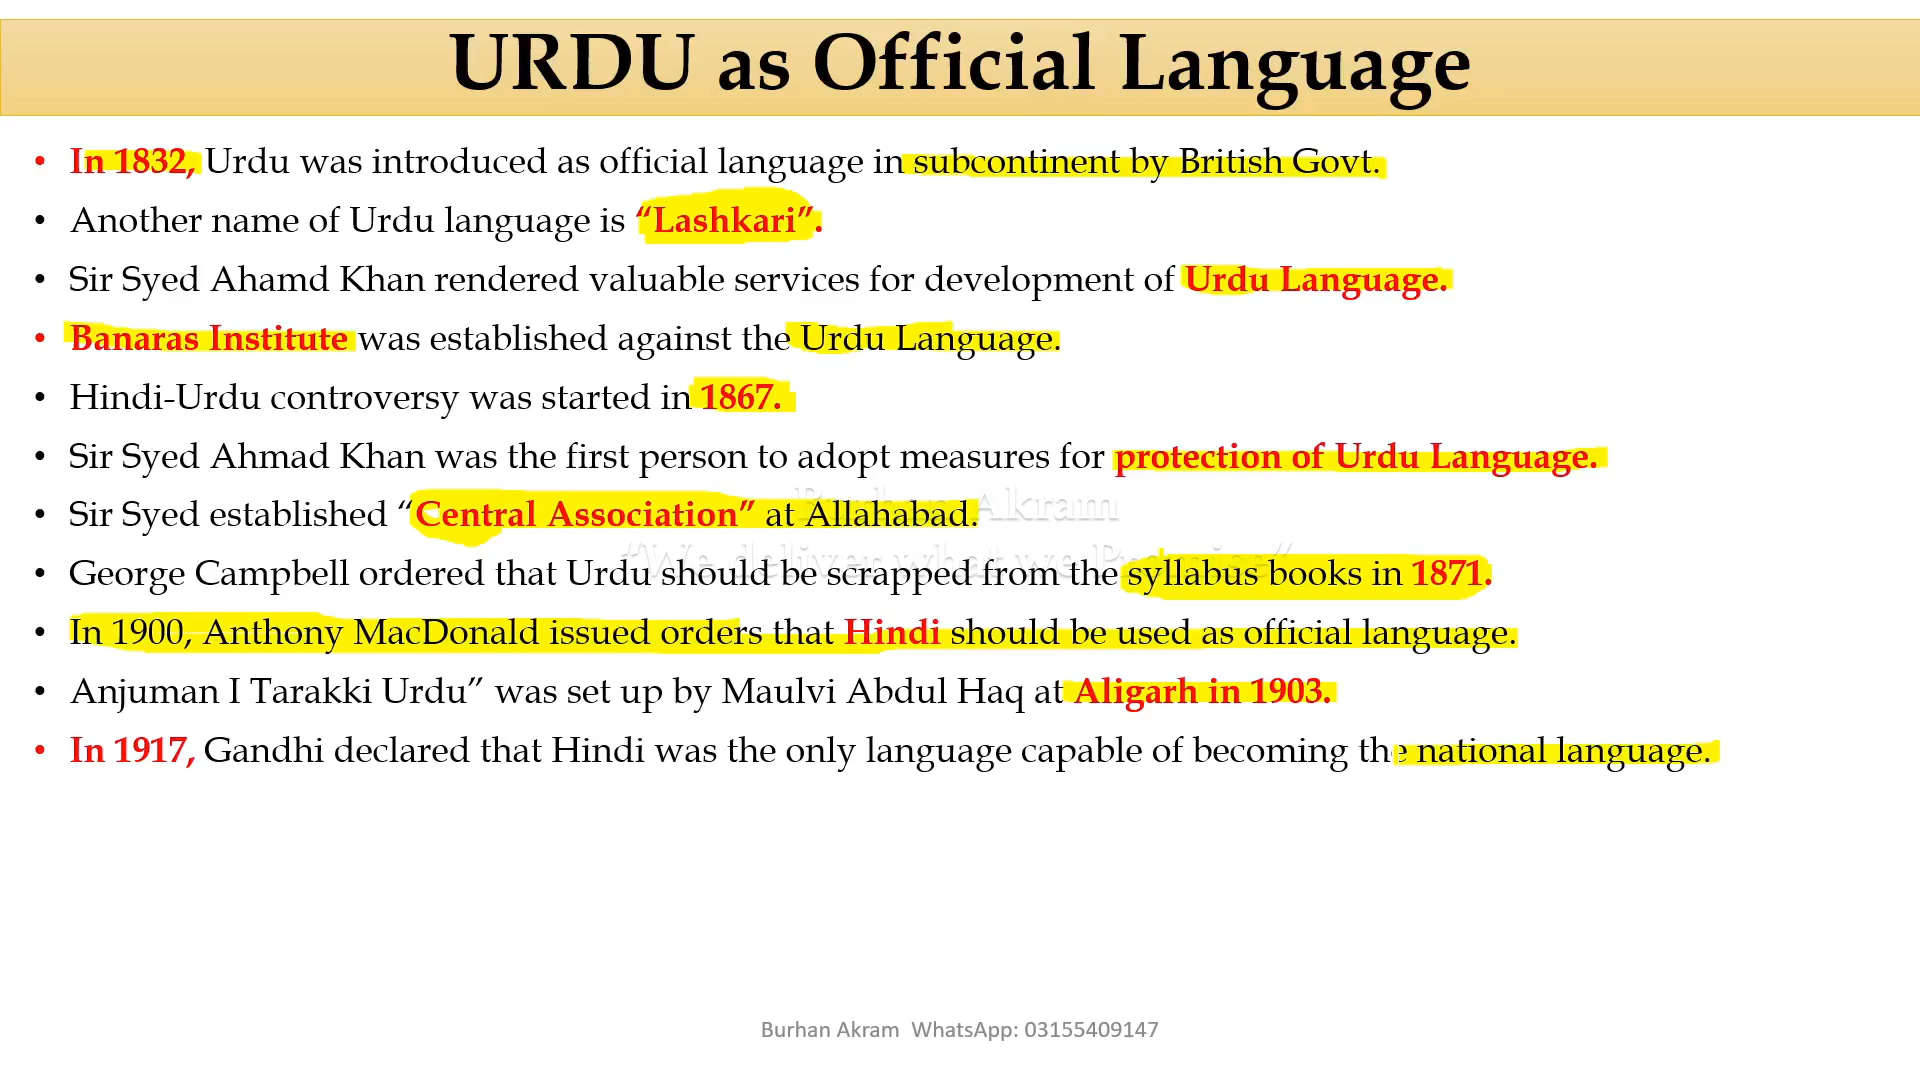 URDU as Official Language
• In 1832, Urdu was introduced as official language in subcontinent by British Govt.
• Another name of Urdu language is “Lashkari”.
• Sir Syed Ahamd Khan rendered valuable services for development of Urdu Language.
• Banaras Institute was established against the Urdu Language.
• Hindi-Urdu controversy was started in 1867.
• Sir Syed Ahmad Khan was the first person to adopt measures for protection of Urdu Language.
• Sir Syed established “Central Association” at Allahabad.
Burhan Akram
“We deliver what we Promise”
• George Campbell ordered that Urdu should be scrapped from the syllabus books in 1871.
• In 1900, Anthony MacDonald issued orders that Hindi should be used as official language.
• Anjuman I Tarakki Urdu” was set up by Maulvi Abdul Haq at Aligarh in 1903.
• In 1917, Gandhi declared that Hindi was the only language capable of becoming the national language.
Burhan Akram WhatsApp: 03155409147